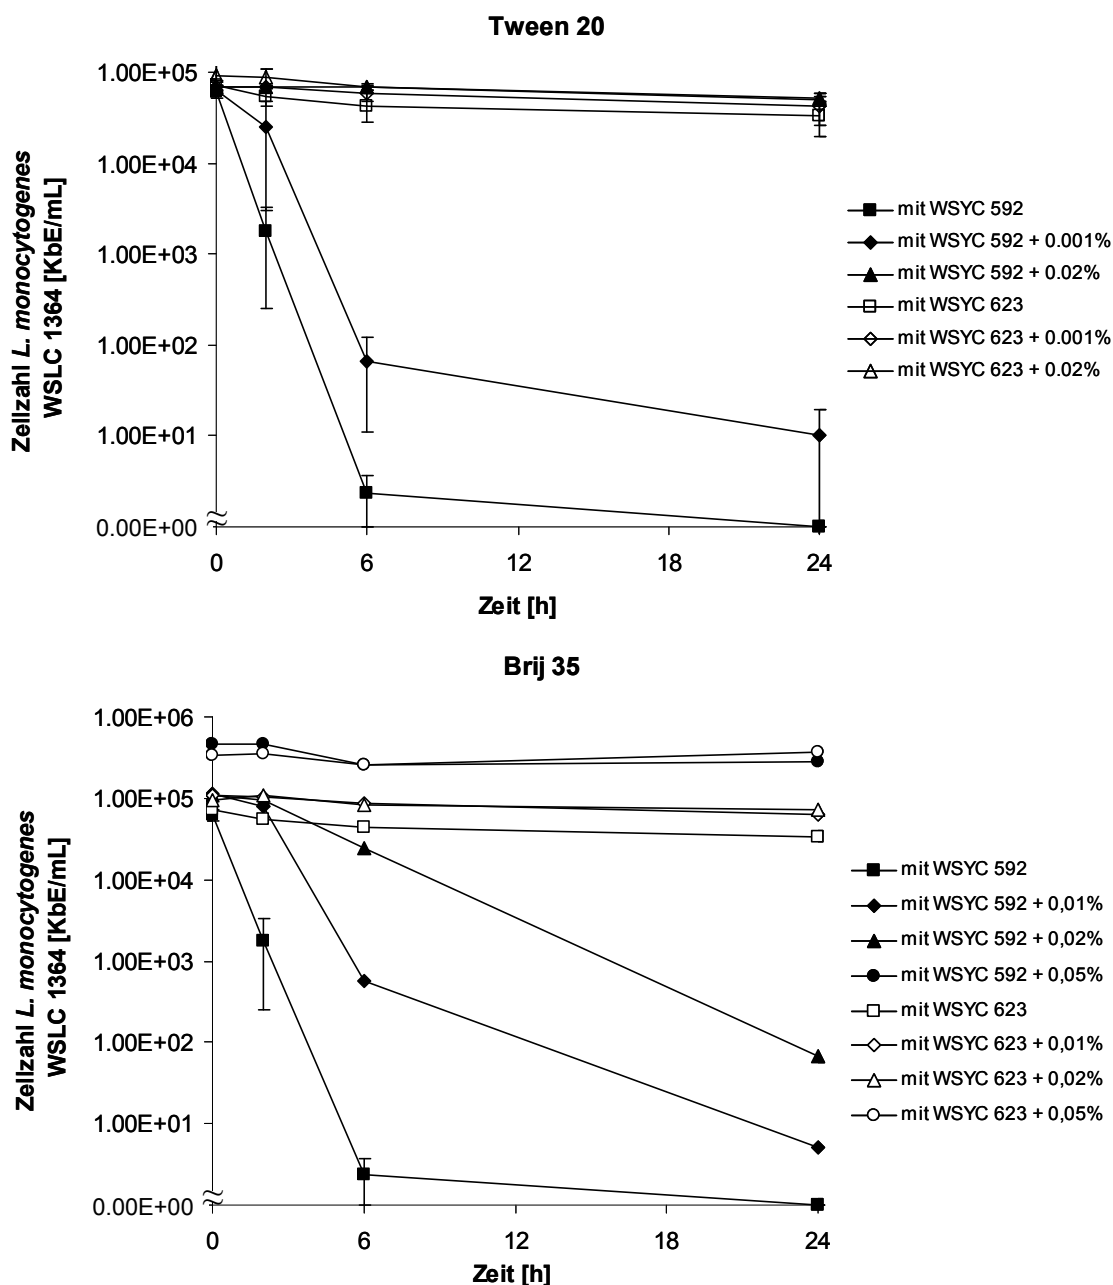 Tween 20
Zellzahl L. monocytogenes
WSLC 1364 [KbE/mL]
1.00E+05
1.00E+04
1.00E+03
1.00E+02
1.00E+01
0.00E+00
0
6
12
18
24
Zeit [h]
mit WSYC 592
mit WSYC 592 + 0.001%
mit WSYC 592 + 0.02%
mit WSYC 623
mit WSYC 623 + 0.001%
mit WSYC 623 + 0.02%
Brij 35
Zellzahl L. monocytogenes
WSLC 1364 [KbE/mL]
1.00E+06
1.00E+05
1.00E+04
1.00E+03
1.00E+02
1.00E+01
0.00E+00
0
6
12
18
24
Zeit [h]
mit WSYC 592
mit WSYC 592 + 0,01%
mit WSYC 592 + 0,02%
mit WSYC 592 + 0,05%
mit WSYC 623
mit WSYC 623 + 0,01%
mit WSYC 623 + 0,02%
mit WSYC 623 + 0,05%